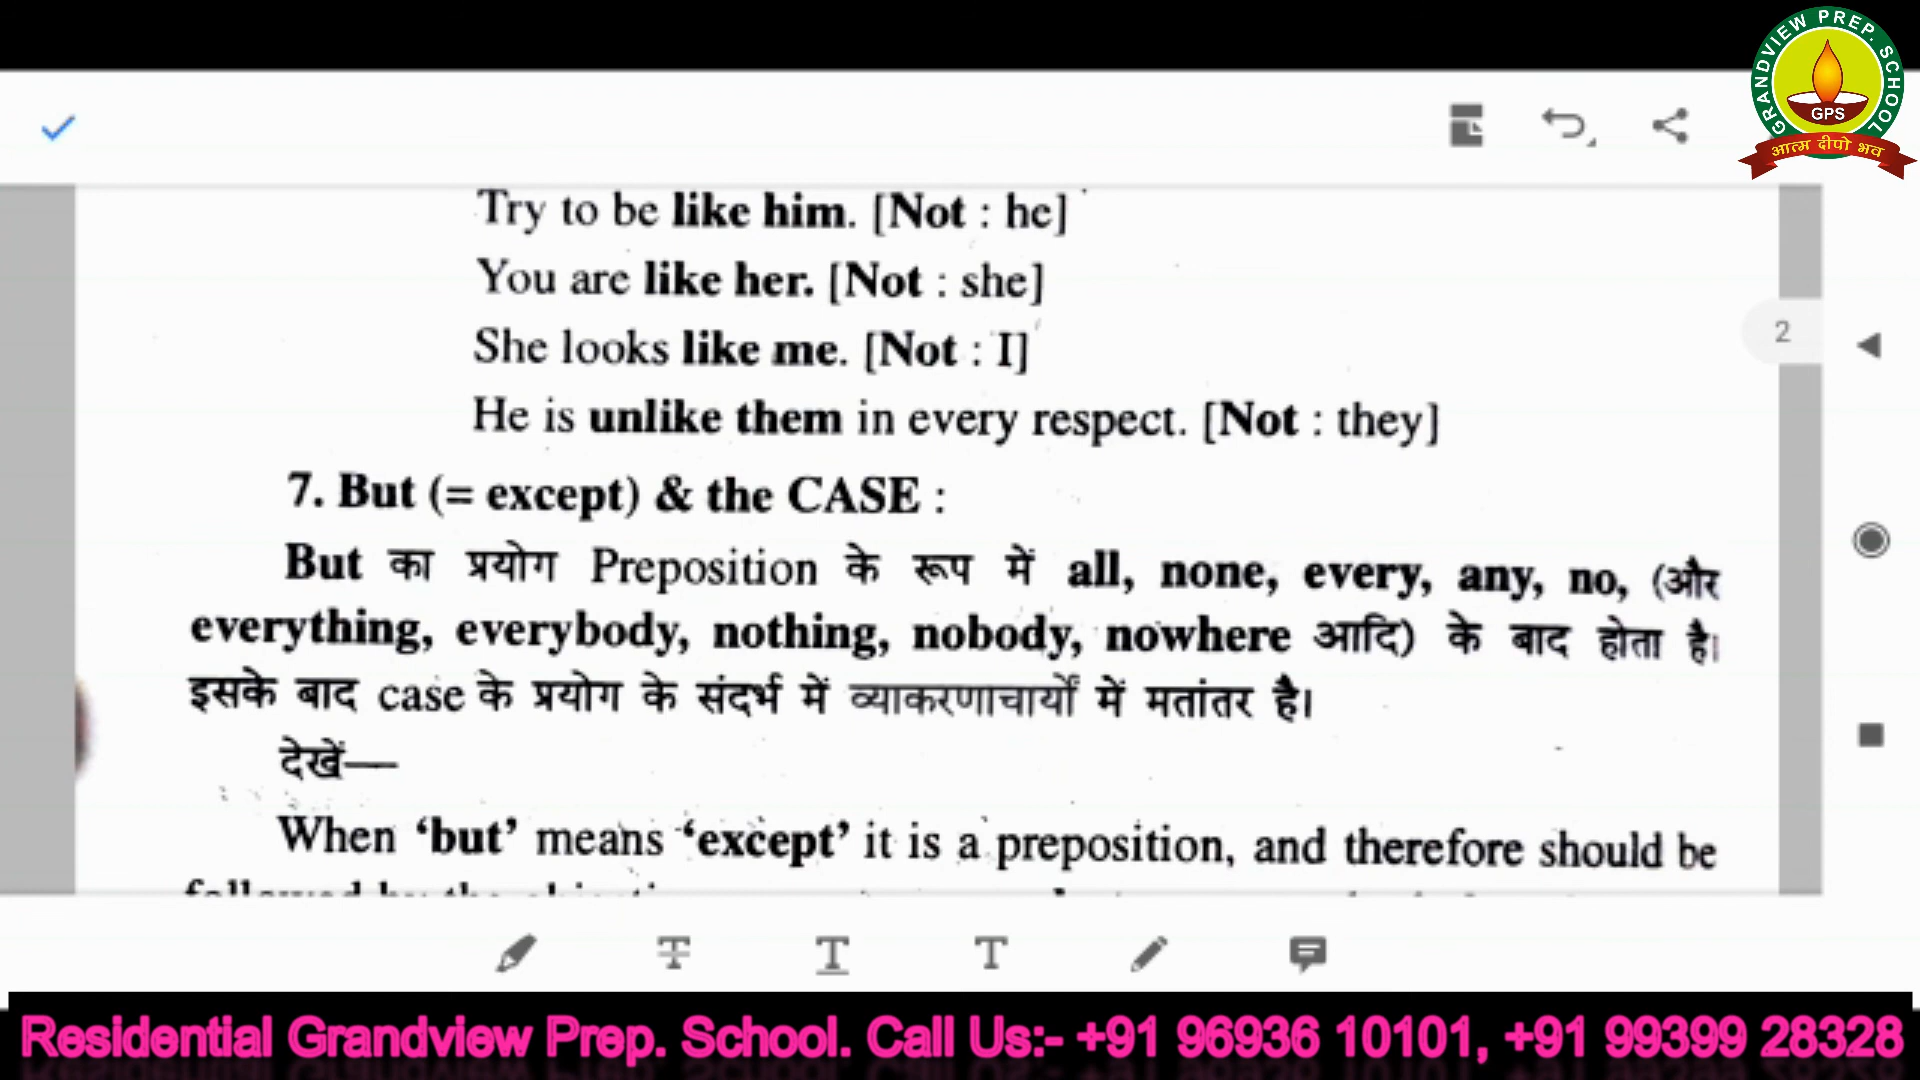 GRANDVIEW PREP. SCHOOL
GPS
आत्म दीपो भव
Try to be like him. [Not : he]
You are like her. [Not : she]
2
She looks like me. [Not : I]
He is unlike them in every respect. [Not : they]
7. But (= except) & the CASE :
But का प्रयोग Preposition के रूप में all, none, every, any, no, (और
everything, everybody, nothing, nobody, nowhere आदि) के बाद होता है।
इसके बाद case के प्रयोग के संदर्भ में व्याकरणाचार्यों में मतांतर है।
देखें—
When ‘but’ means ‘except’ it is a preposition, and therefore should be
Residential Grandview Prep. School. Call Us:- +91 96936 10101, +91 99399 28328